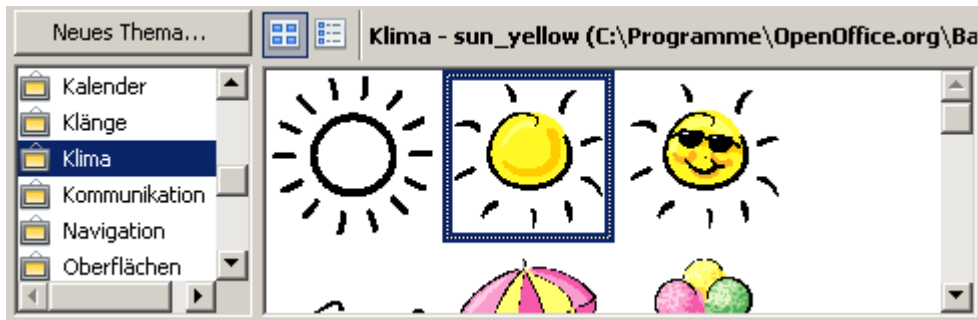 Neues Thema...
Klima - sun_yellow (C:\Programme\OpenOffice.org\Ba
Kalender
Klänge
Klima
Kommunikation
Navigation
Oberflächen